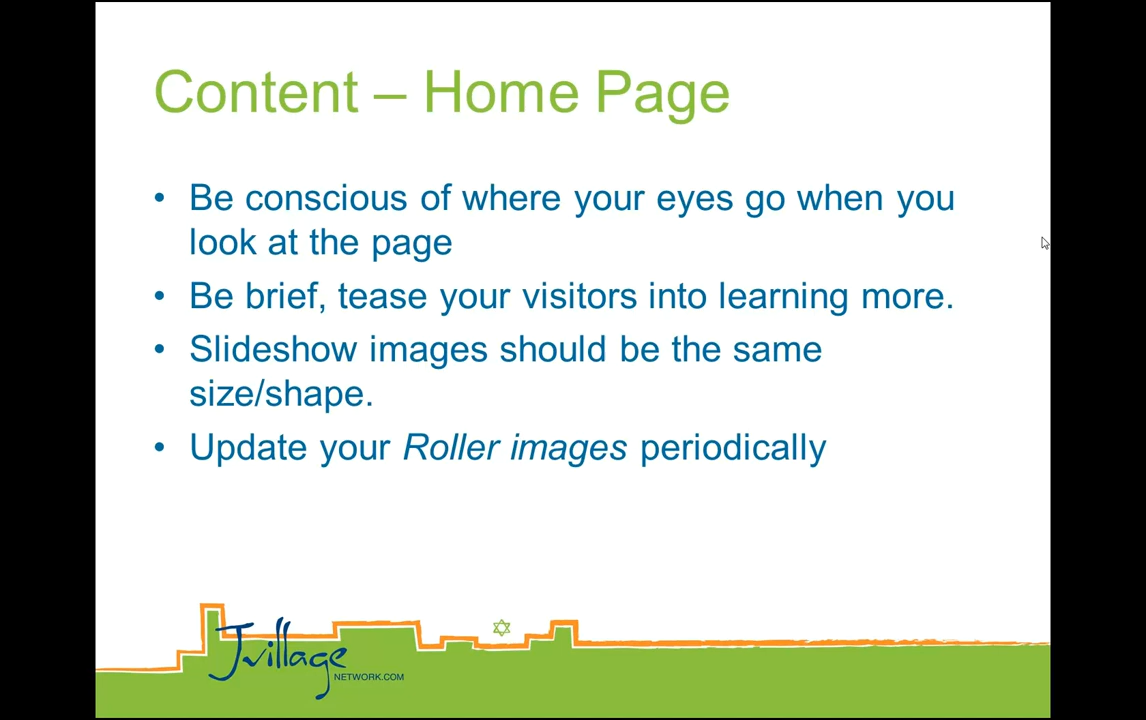 Content – Home Page
• Be conscious of where your eyes go when you
look at the page
• Be brief, tease your visitors into learning more.
• Slideshow images should be the same
size/shape.
• Update your Roller images periodically
Jvillage
NETWORK.COM